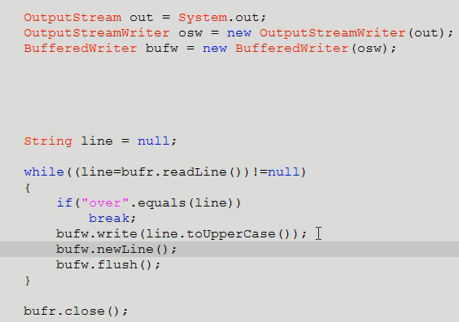 OutputStream out = System.out;
OutputStreamWriter osw = new OutputStreamWriter(out);
BufferedWriter bufw = new BufferedWriter(osw);
String line = null;
while((line=bufr.readLine())!=null)
{
if("over".equals(line))
break;
bufw.write(line.toUpperCase());
bufw.newLine();
bufw.flush();
}
bufr.close();